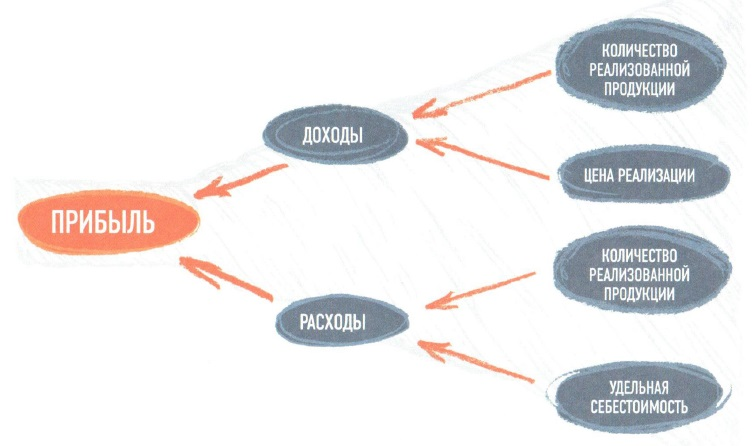 КОЛИЧЕСТВО
РЕАЛИЗОВАННОЙ
ПРОДУКЦИИ
ДОХОДЫ
ЦЕНА РЕАЛИЗАЦИИ
ПРИБЫЛЬ
КОЛИЧЕСТВО
РЕАЛИЗОВАННОЙ
ПРОДУКЦИИ
РАСХОДЫ
УДЕЛЬНАЯ
СЕБЕСТОИМОСТЬ